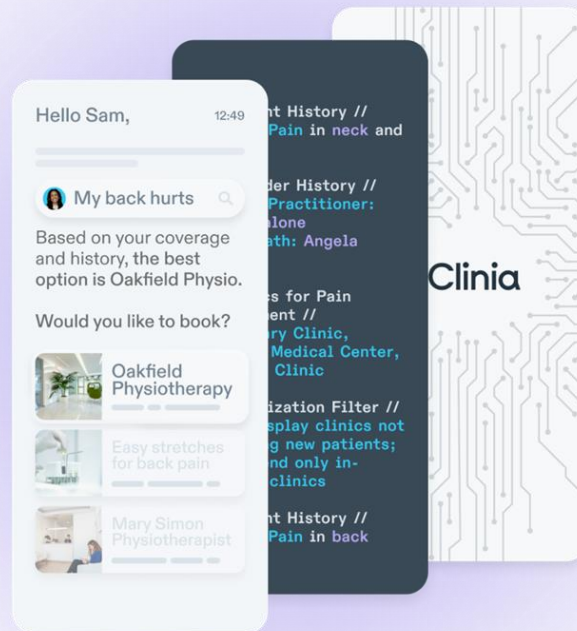 Hello Sam,
12:49
My back hurts
Based on your coverage
and history, the best
option is Oakfield Physio.
Would you like to book?
Oakfield
Physiotherapy
Easy stretches
for back pain
Mary Simon
Physiotherapist
nt History //
Pain in neck and
der History //
Practitioner:
alone
ath: Angela
cs for Pain
ment //
ry Clinic,
Medical Center,
Clinic
ization Filter //
splay clinics not
g new patients;
nd only in-
clinics
nt History //
Pain in back
Clinia